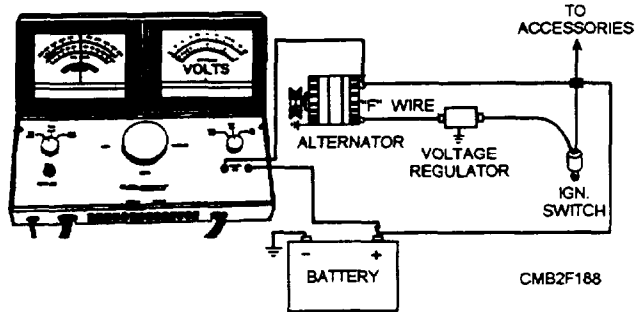 TO
ACCESSORIES
VOLTS
"F" WIRE
ALTERNATOR
VOLTAGE
REGULATOR
IGN.
SWITCH
- +
BATTERY
CMB2F188